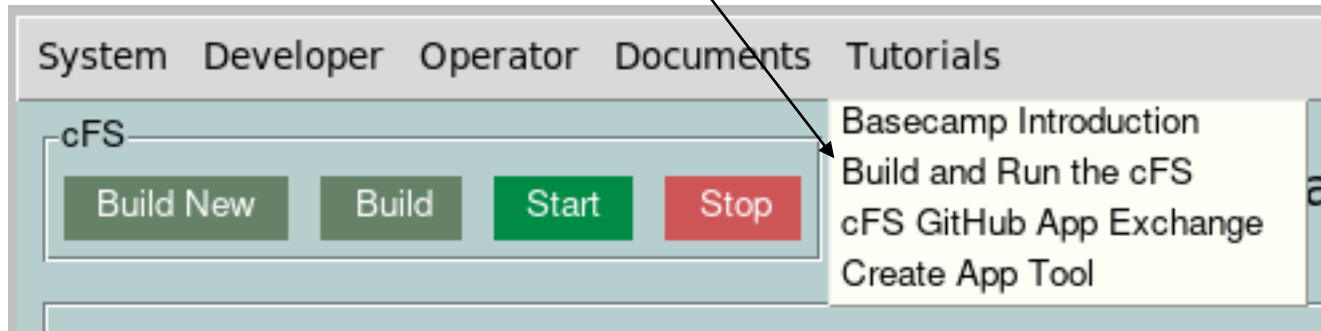 System Developer Operator Documents Tutorials
cFS
Build New Build Start Stop
Basecamp Introduction
Build and Run the cFS
cFS GitHub App Exchange
Create App Tool